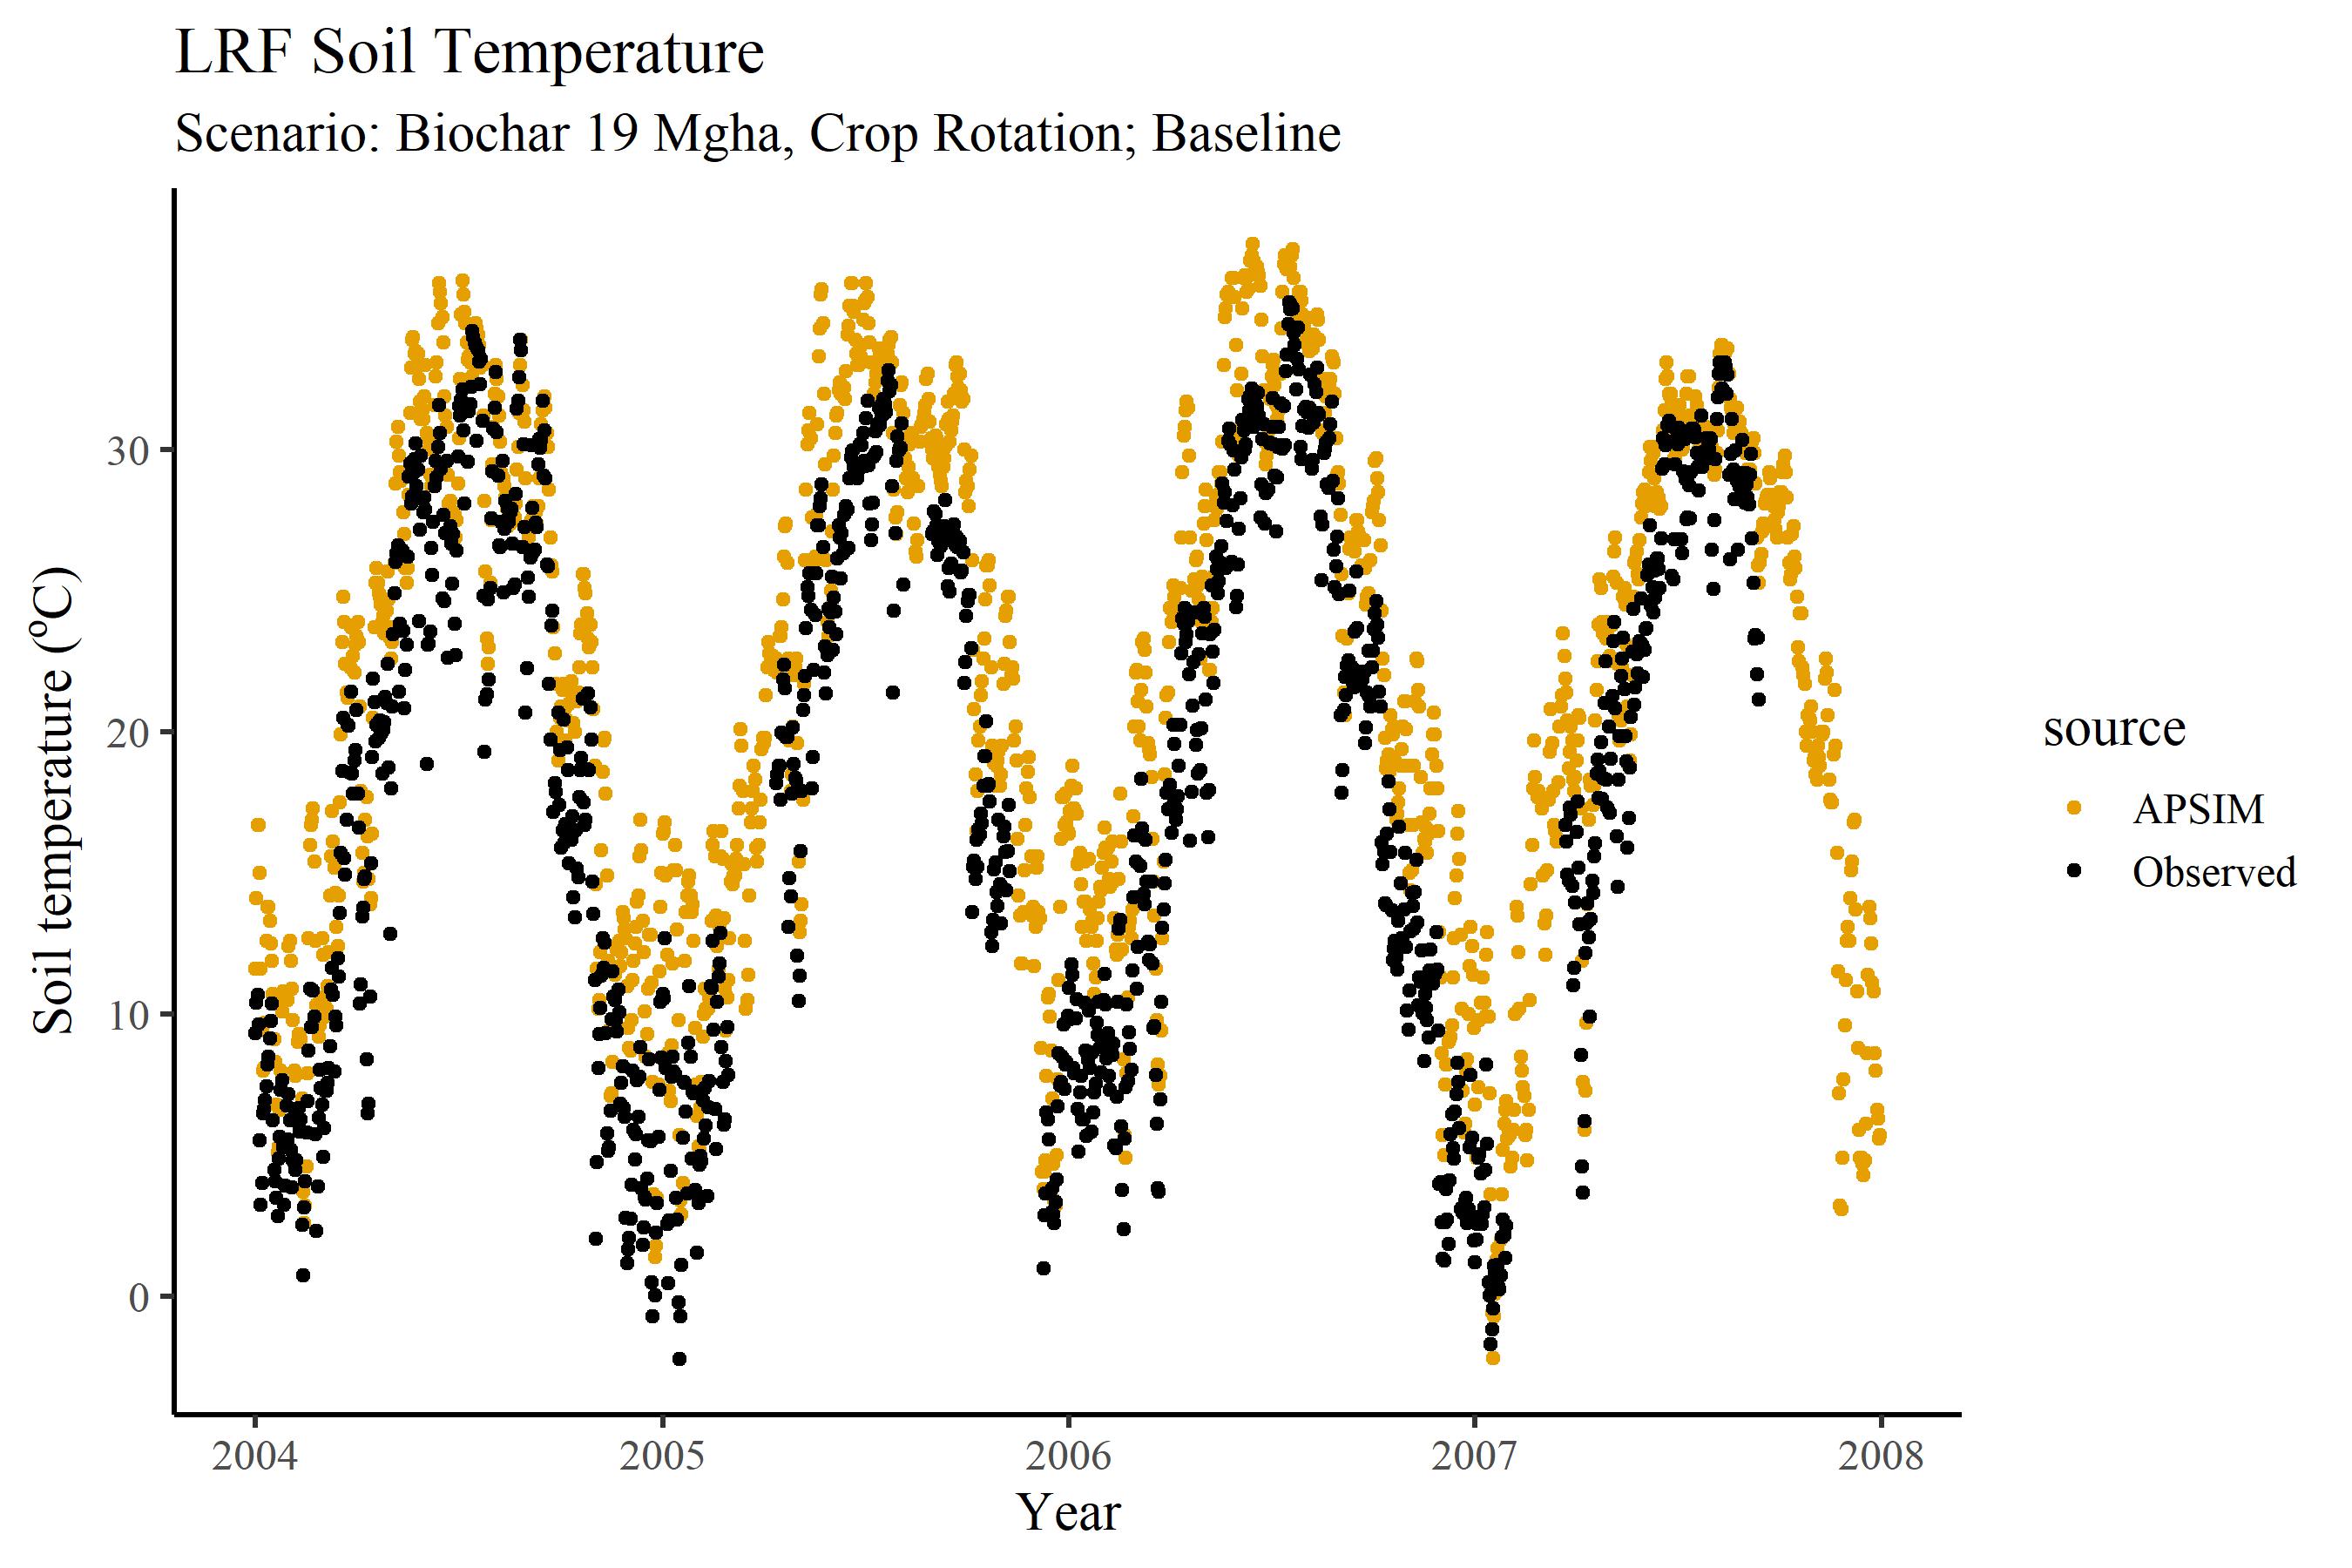 LRF Soil Temperature
Scenario: Biochar 19 Mgha, Crop Rotation; Baseline
Soil temperature (°C)
30
20
10
0
2004 2005 2006 2007 2008
Year
source
APSIM
Observed